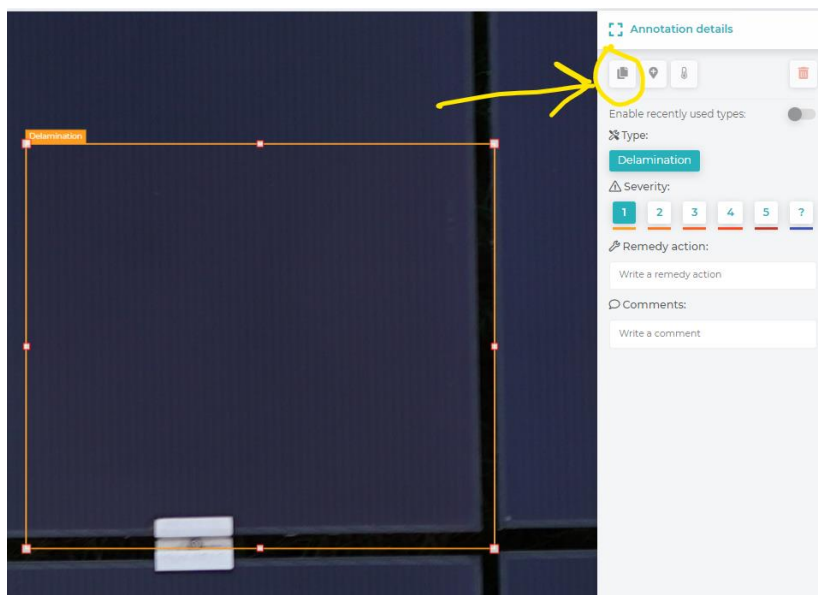 Annotation details
Enable recently used types:
Delamination
Type:
Delamination
Severity:
1 2 3 4 5 ?
Remedy action:
Write a remedy action
Comments:
Write a comment